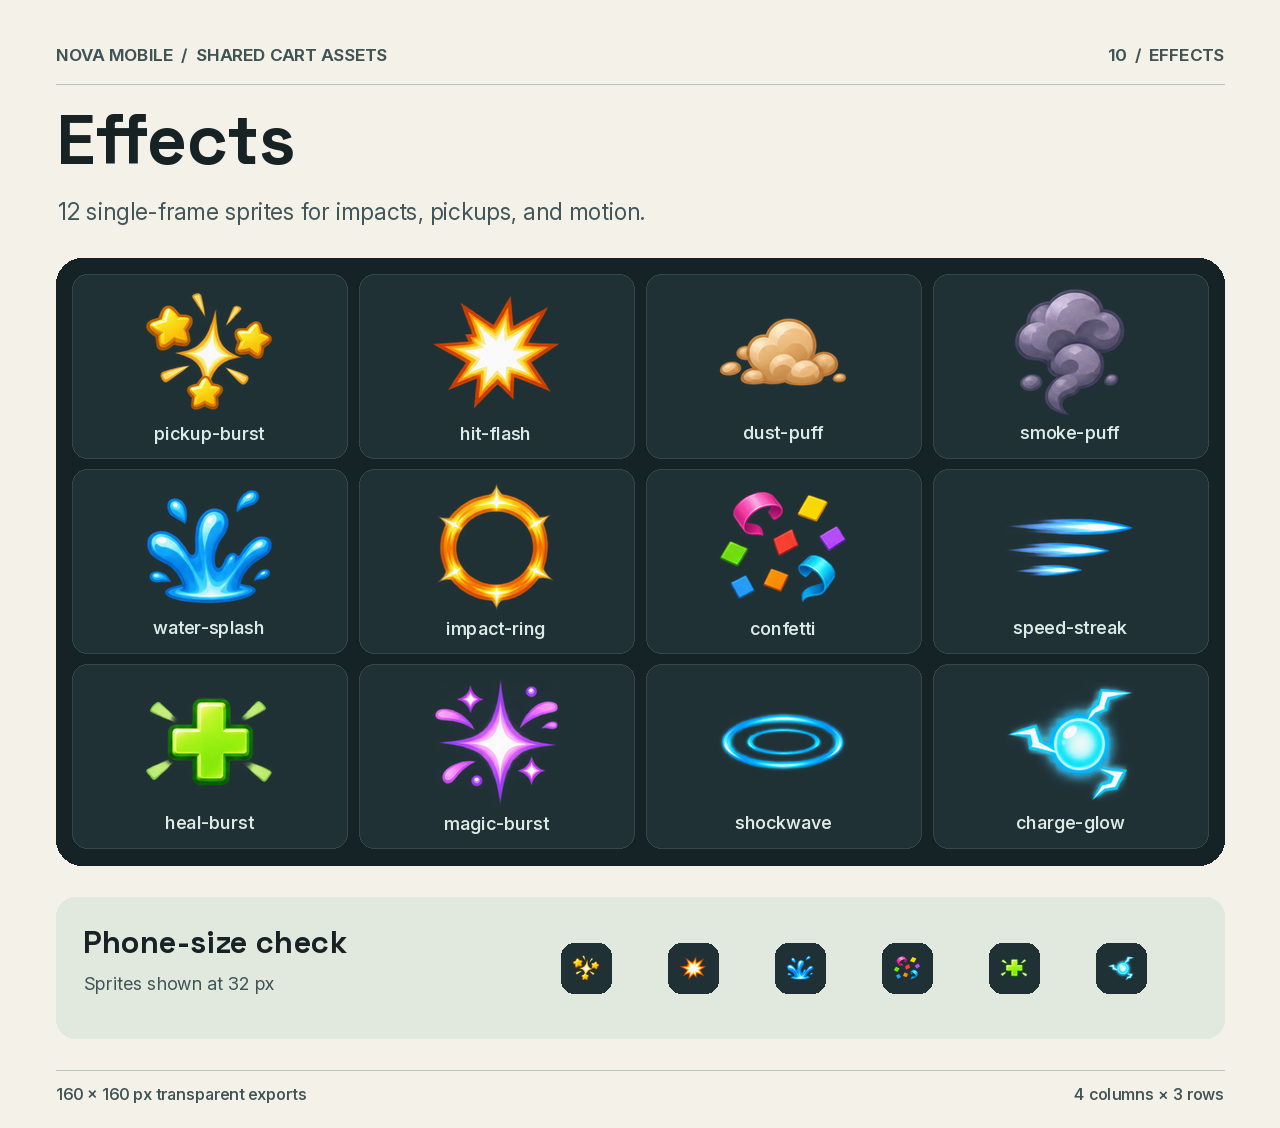 NOVA MOBILE / SHARED CART ASSETS
10 / EFFECTS
Effects
12 single-frame sprites for impacts, pickups, and motion.
pickup-burst
hit-flash
dust-puff
smoke-puff
water-splash
impact-ring
confetti
speed-streak
heal-burst
magic-burst
shockwave
charge-glow
Phone-size check
Sprites shown at 32 px
160 × 160 px transparent exports
4 columns × 3 rows